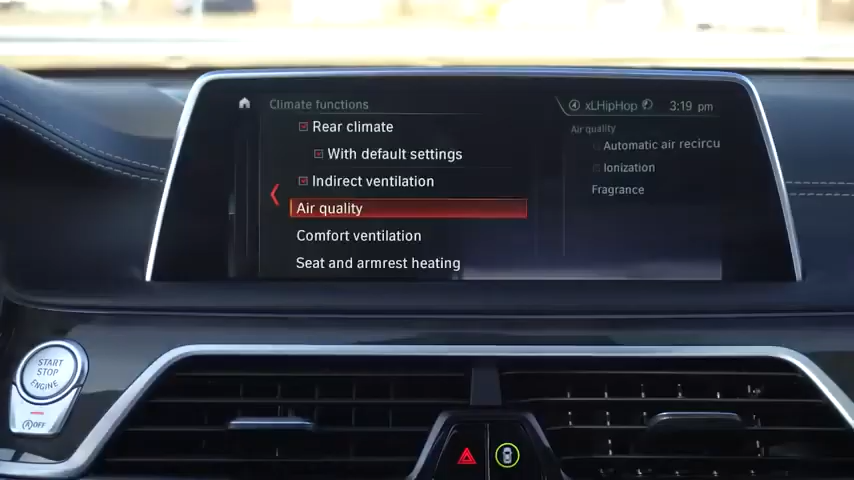 Climate functions
xLHipHop
3:19 pm
Rear climate
With default settings
Indirect ventilation
Air quality
Comfort ventilation
Seat and armrest heating
Air quality
Automatic air recircu
Ionization
Fragrance
START
STOP
ENGINE
A OFF